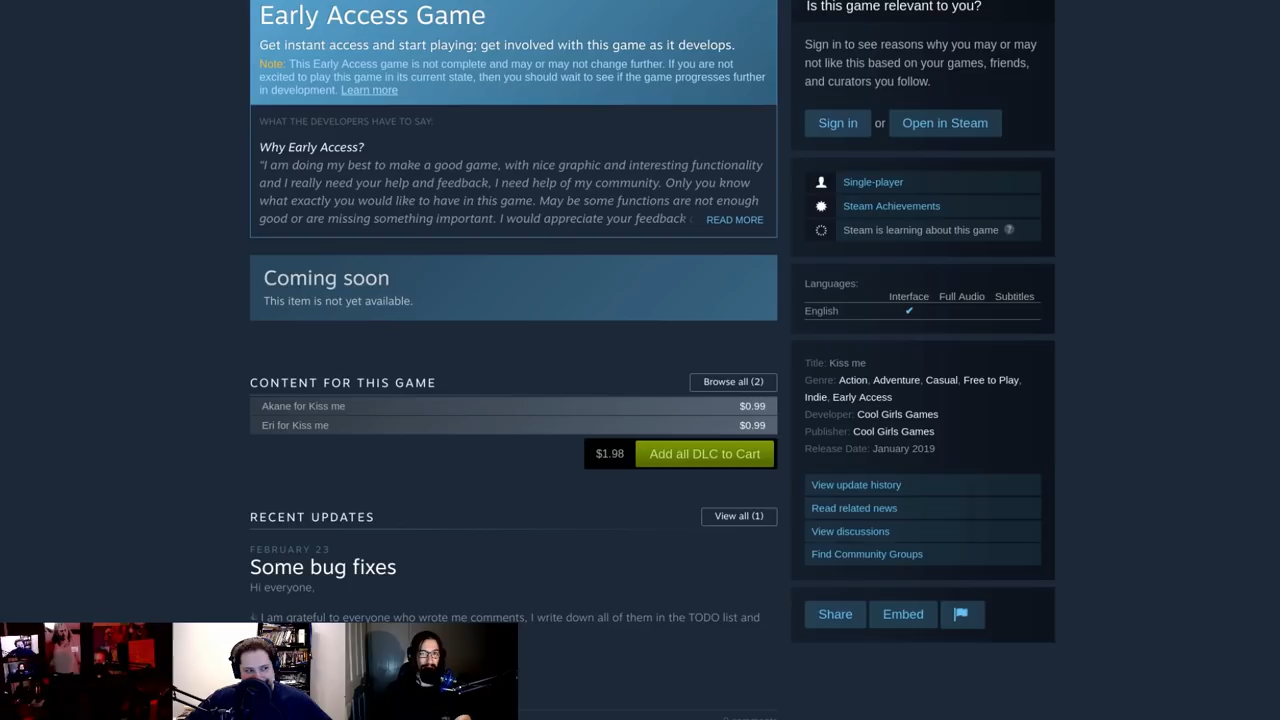 Early Access Game
Get instant access and start playing; get involved with this game as it develops.
Note: This Early Access game is not complete and may or may not change further. If you are not
excited to play this game in its current state, then you should wait to see if the game progresses further
in development. Learn more
WHAT THE DEVELOPERS HAVE TO SAY:
Why Early Access?
“I am doing my best to make a good game, with nice graphic and interesting functionality
and I really need your help and feedback, I need help of my community. Only you know
what exactly you would like to have in this game. May be some functions are not enough
good or are missing something important. I would appreciate your feedback
READ MORE
Coming soon
This item is not yet available.
CONTENT FOR THIS GAME
Browse all (2)
Akane for Kiss me $0.99
Eri for Kiss me $0.99
$1.98 Add all DLC to Cart
RECENT UPDATES
View all (1)
FEBRUARY 23
Some bug fixes
Hi everyone,
I am grateful to everyone who wrote me comments, I write down all of them in the TODO list and
Is this game relevant to you?
Sign in to see reasons why you may or may
not like this based on your games, friends,
and curators you follow.
Sign in or Open in Steam
Single-player
Steam Achievements
Steam is learning about this game ?
Languages:
Interface Full Audio Subtitles
English ✔
Title: Kiss me
Genre: Action, Adventure, Casual, Free to Play,
Indie, Early Access
Developer: Cool Girls Games
Publisher: Cool Girls Games
Release Date: January 2019
View update history
Read related news
View discussions
Find Community Groups
Share Embed